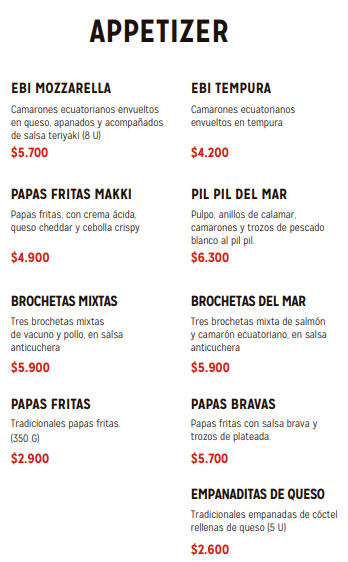 APPETIZER
EBI MOZZARELLA
Camarones ecuatorianos envueltos
en queso, apanados y acompañados
de salsa teriyaki (8 U)
$5.700
EBI TEMPURA
Camarones ecuatorianos
envueltos en tempura
$4.200
PAPAS FRITAS MAKKI
Papas fritas, con crema ácida,
queso cheddar y cebolla crispy
$4.900
PIL PIL DEL MAR
Pulpo, anillos de calamar,
camarones y trozos de pescado
blanco al pil pil.
$6.300
BROCHETAS MIXTAS
Tres brochetas mixtas
de vacuno y pollo, en salsa
anticuchera
$5.900
BROCHETAS DEL MAR
Tres brochetas mixta de salmón
y camarón ecuatoriano, en salsa
anticuchera
$5.900
PAPAS FRITAS
Tradicionales papas fritas.
(350 G)
$2.900
PAPAS BRAVAS
Papas fritas con salsa brava y
trozos de plateada.
$5.700
EMPANADITAS DE QUESO
Tradicionales empanadas de cóctel
rellenas de queso (5 U)
$2.600